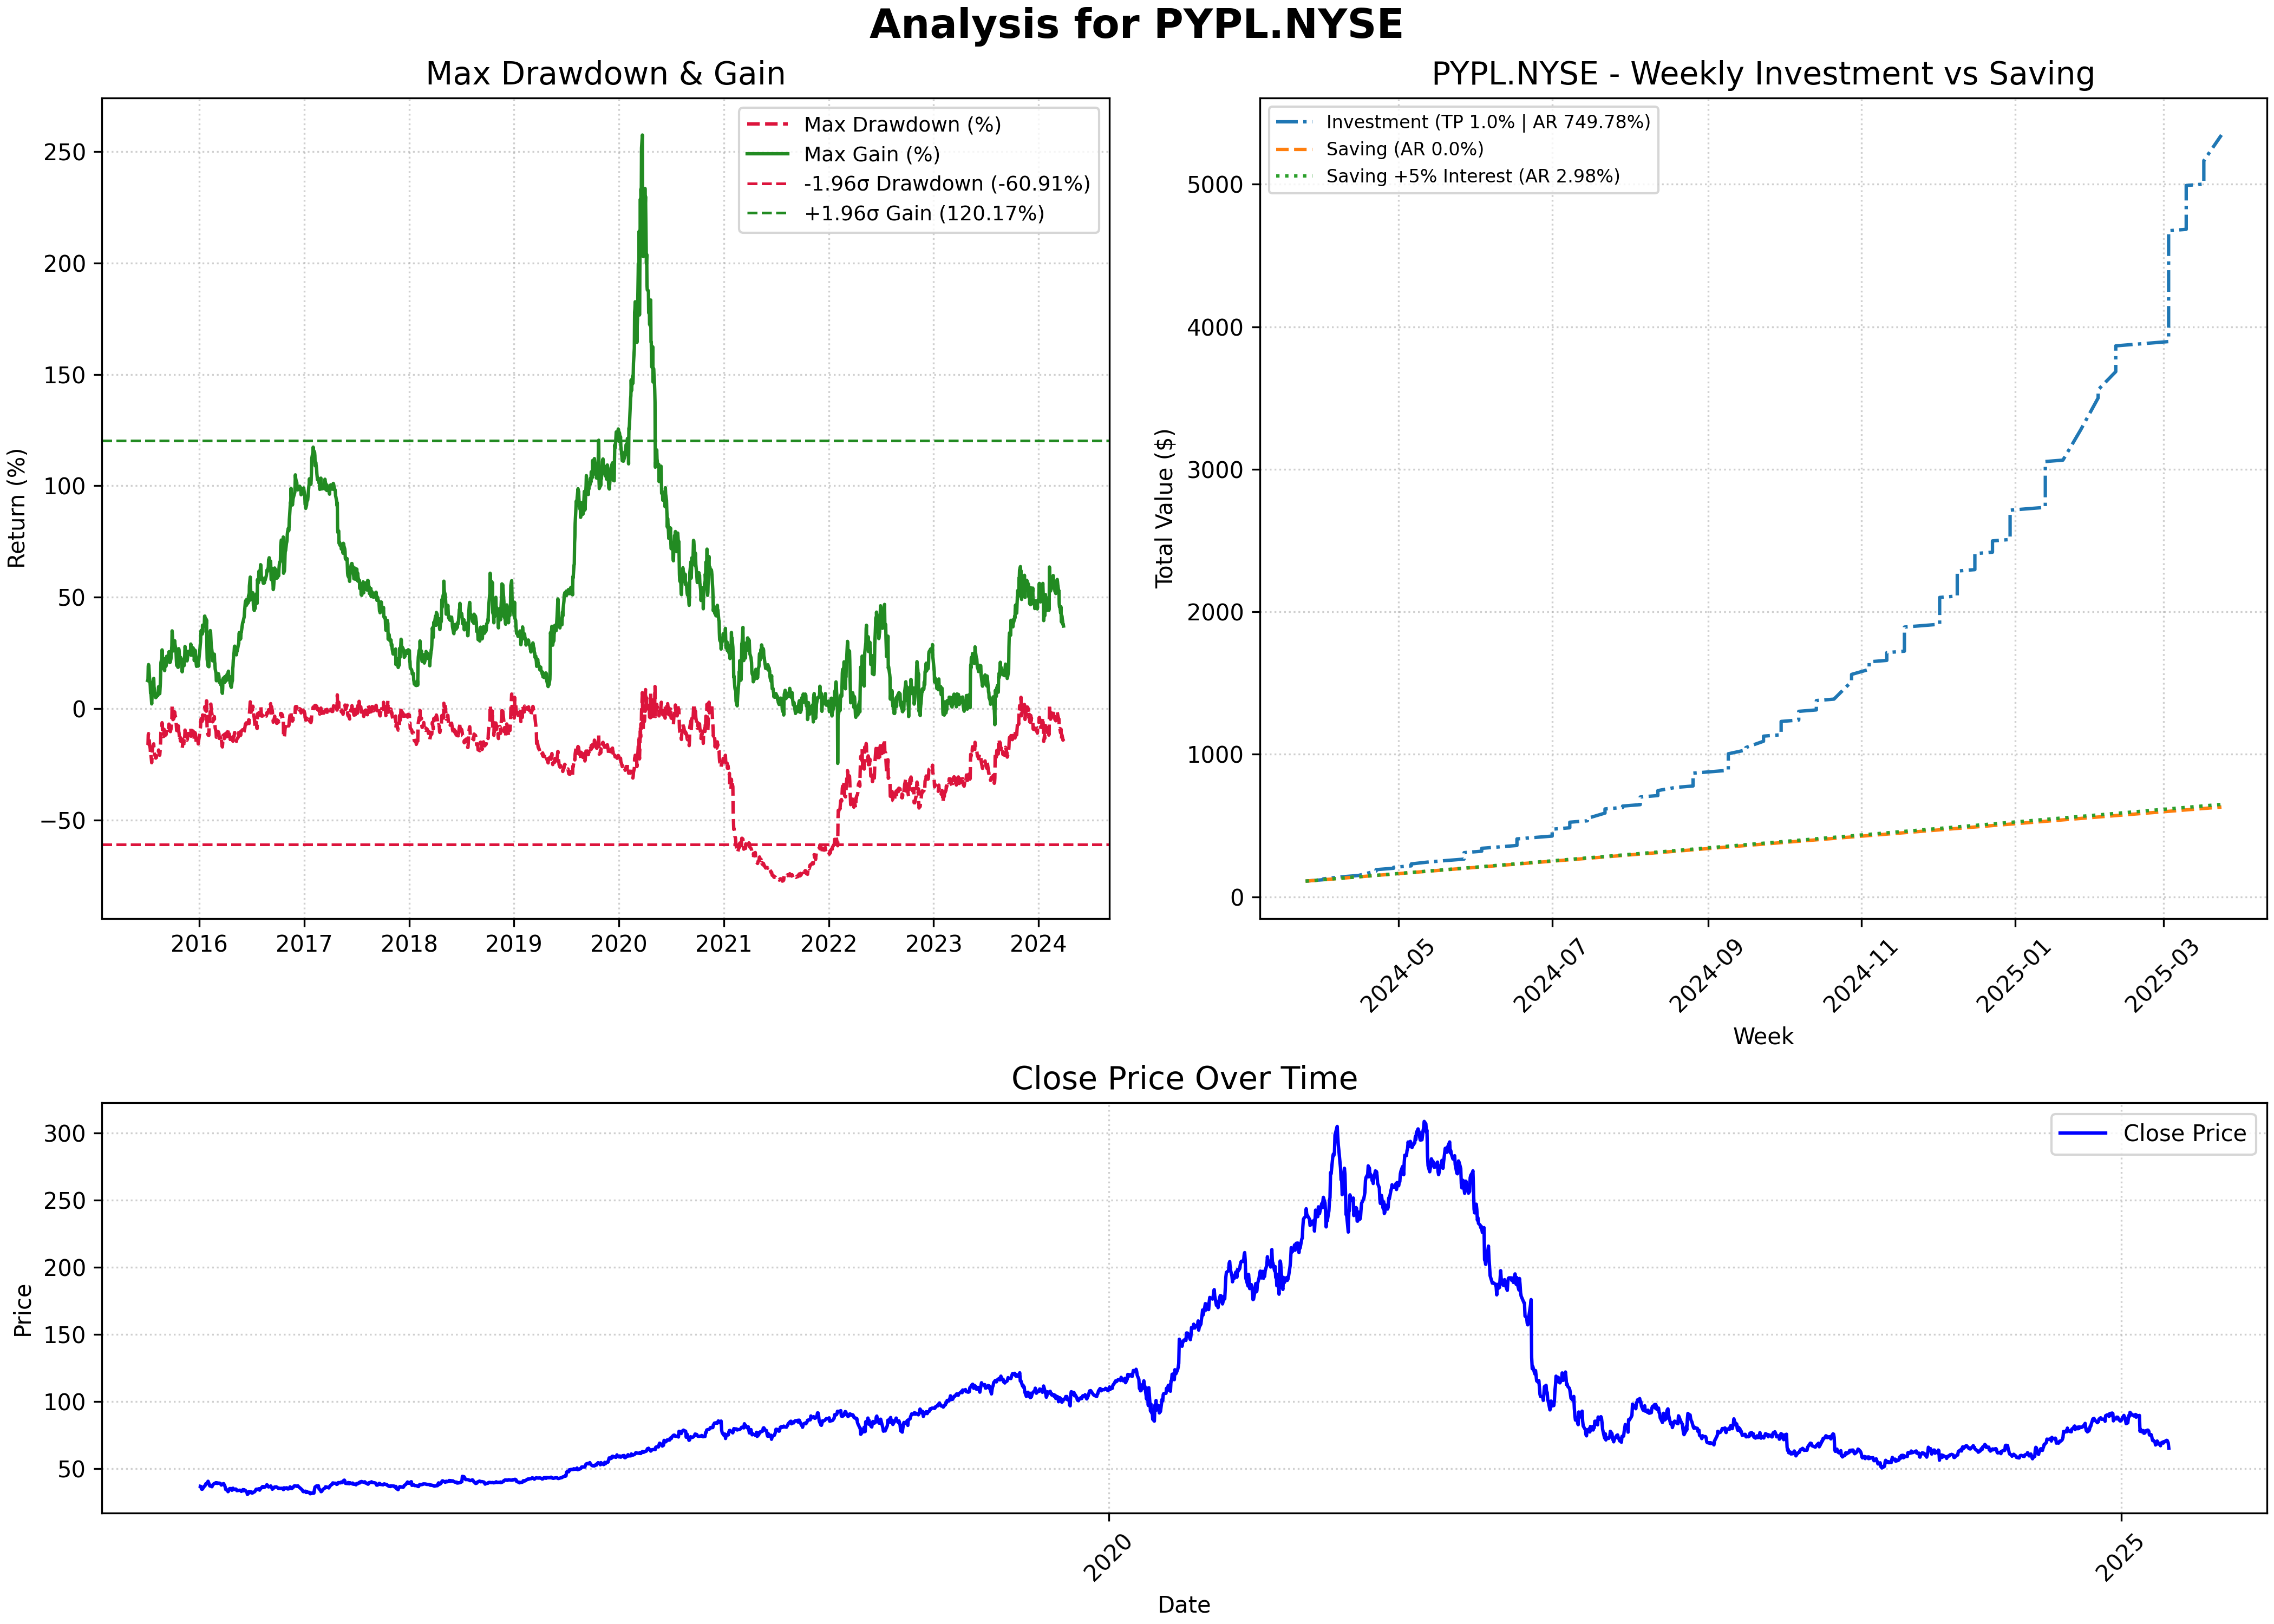 Analysis for PYPL.NYSE
Max Drawdown & Gain
Return (%)
250
200
150
100
50
0
−50
Max Drawdown (%)
Max Gain (%)
-1.96σ Drawdown (-60.91%)
+1.96σ Gain (120.17%)
2016 2017 2018 2019 2020 2021 2022 2023 2024
PYPL.NYSE - Weekly Investment vs Saving
Total Value ($)
5000
4000
3000
2000
1000
0
Investment (TP 1.0% | AR 749.78%)
Saving (AR 0.0%)
Saving +5% Interest (AR 2.98%)
2024-05 2024-07 2024-09 2024-11 2025-01 2025-03
Week
Close Price Over Time
Price
300
250
200
150
100
50
Close Price
2020 2025
Date